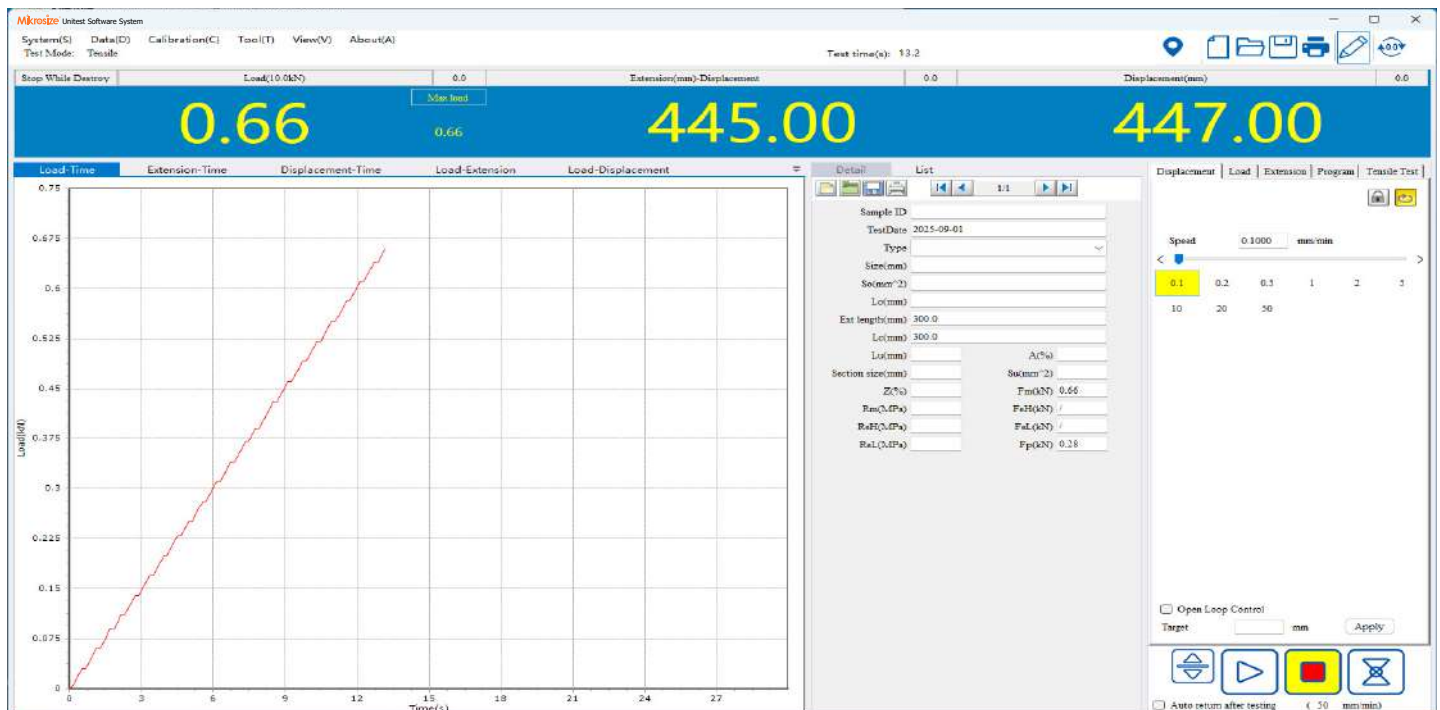 Mikrosize Unitest Software System
System(S) Data(D) Calibration(C) Tool(T) View(V) About(A)
Test Mode: Tensile Test time(s): 13.2
Stop While Destroy Load(10.0kN) 0.0 Extension(mm)-Displacement 0.0 Displacement(mm) 0.0
Max load
0.66 0.66 445.00 447.00
Load-Time Extension-Time Displacement-Time Load-Extension Load-Displacement
Detail List
1/1
Sample ID
TestDate 2025-09-01
Type
Size(mm)
So(mm^2)
Lo(mm)
Ext length(mm) 300.0
Lc(mm) 300.0
Lu(mm) A(%)
Section size(mm) Su(mm^2)
Z(%) Fm(kN) 0.66
Rm(MPa) FeH(kN) /
ReH(MPa) FeL(kN) /
ReL(MPa) Fp(kN) 0.28
Displacement Load Extension Program Tensile Test
Speed 0.1000 mm/min
0.1 0.2 0.5 1 2 5
10 20 50
Open Loop Control
Target mm Apply
Auto return after testing ( 50 mm/min)
0.75
0.675
0.6
0.525
0.45
0.375
0.3
0.225
0.15
0.075
0
Load(kN)
0 3 6 9 12 15 18 21 24 27
Time(s)